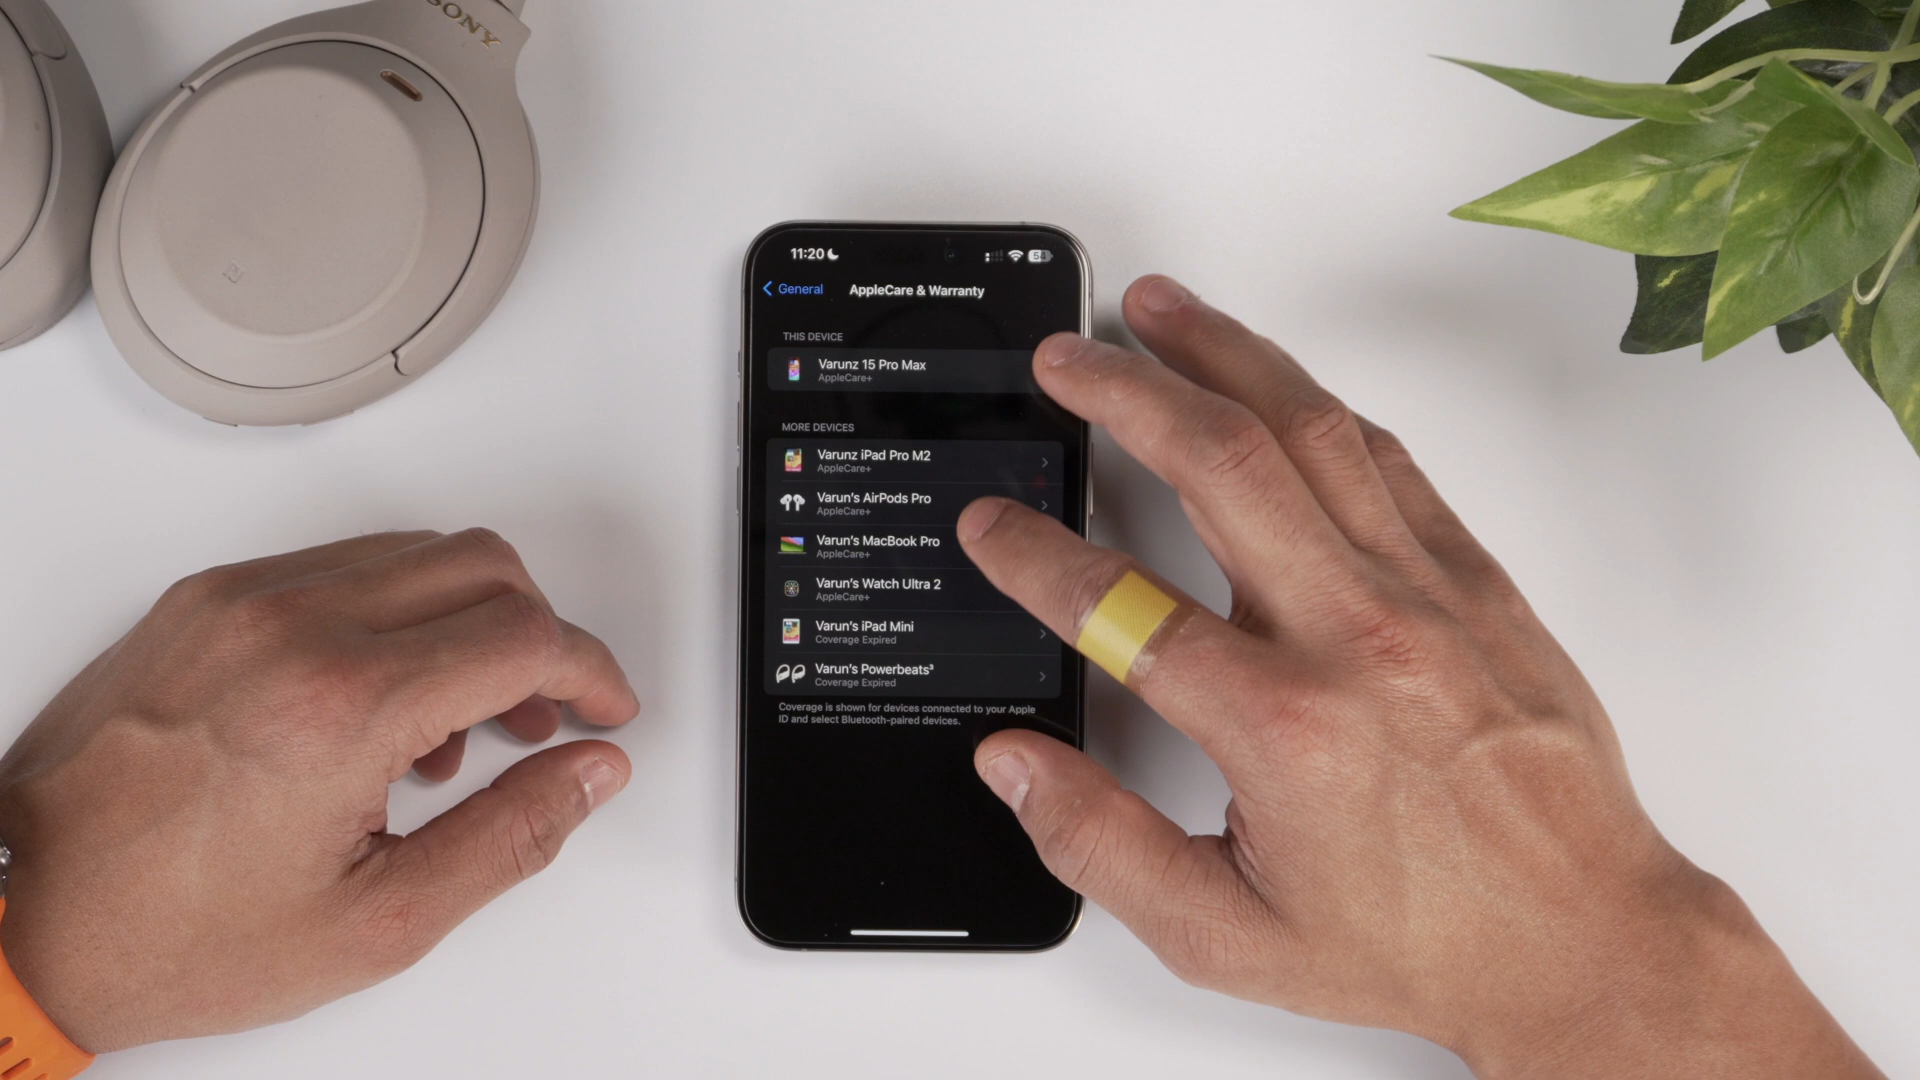 SONY
11:20
54
General
AppleCare & Warranty
THIS DEVICE
Varunz 15 Pro Max
AppleCare+
MORE DEVICES
Varunz iPad Pro M2
AppleCare+
Varun's AirPods Pro
AppleCare+
Varun's MacBook Pro
AppleCare+
Varun's Watch Ultra 2
AppleCare+
Varun's iPad Mini
Coverage Expired
Varun's Powerbeats³
Coverage Expired
Coverage is shown for devices connected to your Apple
ID and select Bluetooth-paired devices.